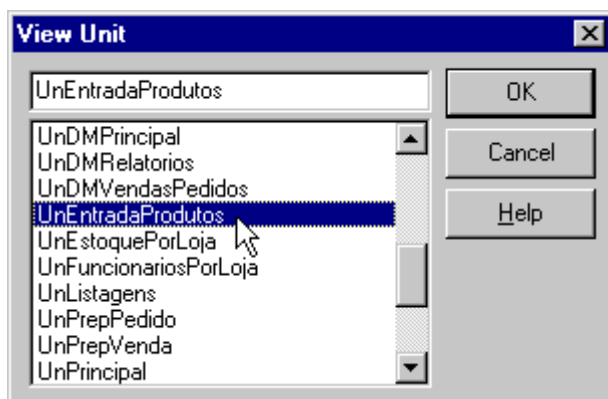 View Unit
UnEntradaProdutos
OK
UnDMPrincipal
UnDMRelatorios
Cancel
UnDMVendasPedidos
UnEntradaProdutos
Help
UnEstoquePorLoja
UnFuncionariosPorLoja
UnListagens
UnPrepPedido
UnPrepVenda
UnPrincipal